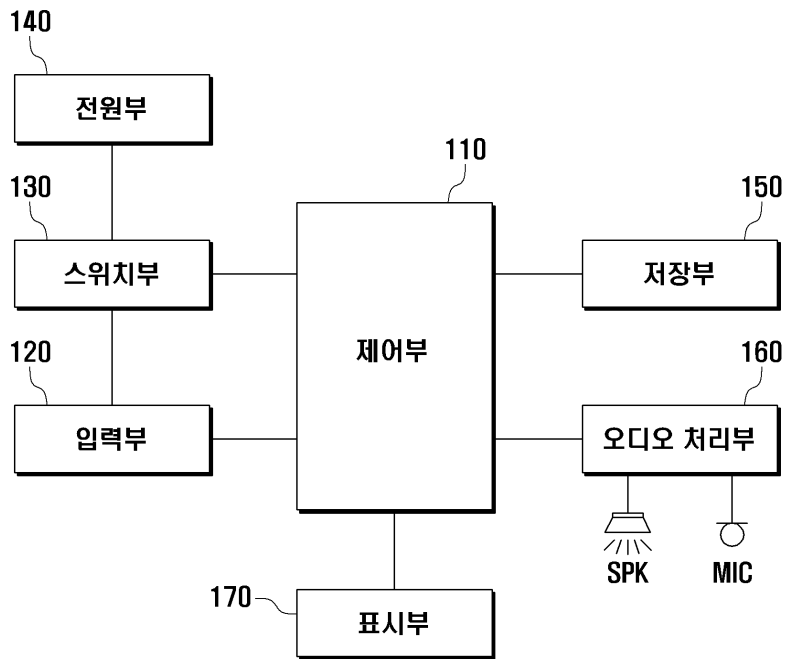 140
전원부
110
130
150
스위치부
저장부
제어부
120
160
입력부
오디오 처리부
SPK
MIC
170
표시부